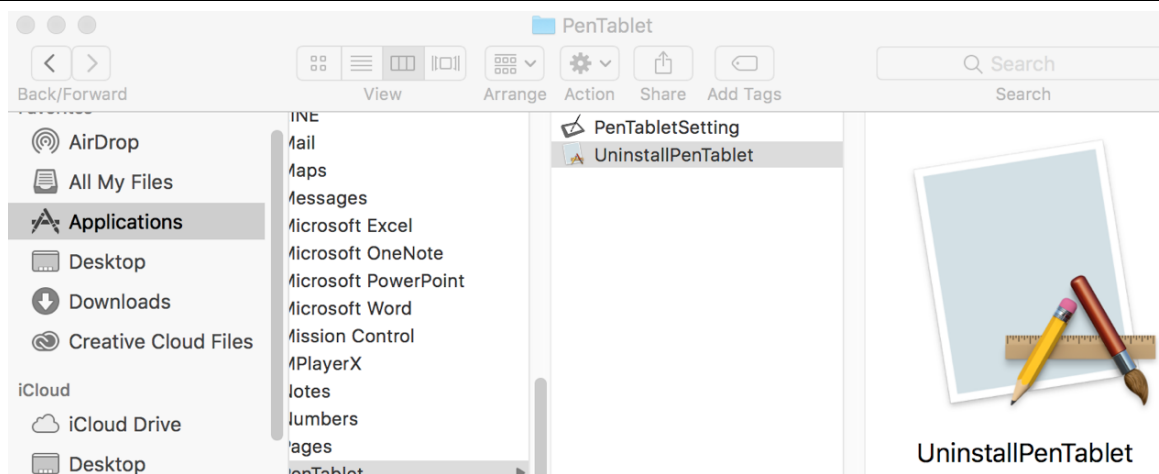 PenTablet
Search
Back/Forward
View
Arrange
Action
Share
Add Tags
Search
AirDrop
All My Files
Applications
Desktop
Downloads
Creative Cloud Files
iCloud
iCloud Drive
Desktop
Mail
Maps
Messages
Microsoft Excel
Microsoft OneNote
Microsoft PowerPoint
Microsoft Word
Mission Control
MPlayerX
Notes
Numbers
Pages
PenTablet
PenTabletSetting
UninstallPenTablet
UninstallPenTablet